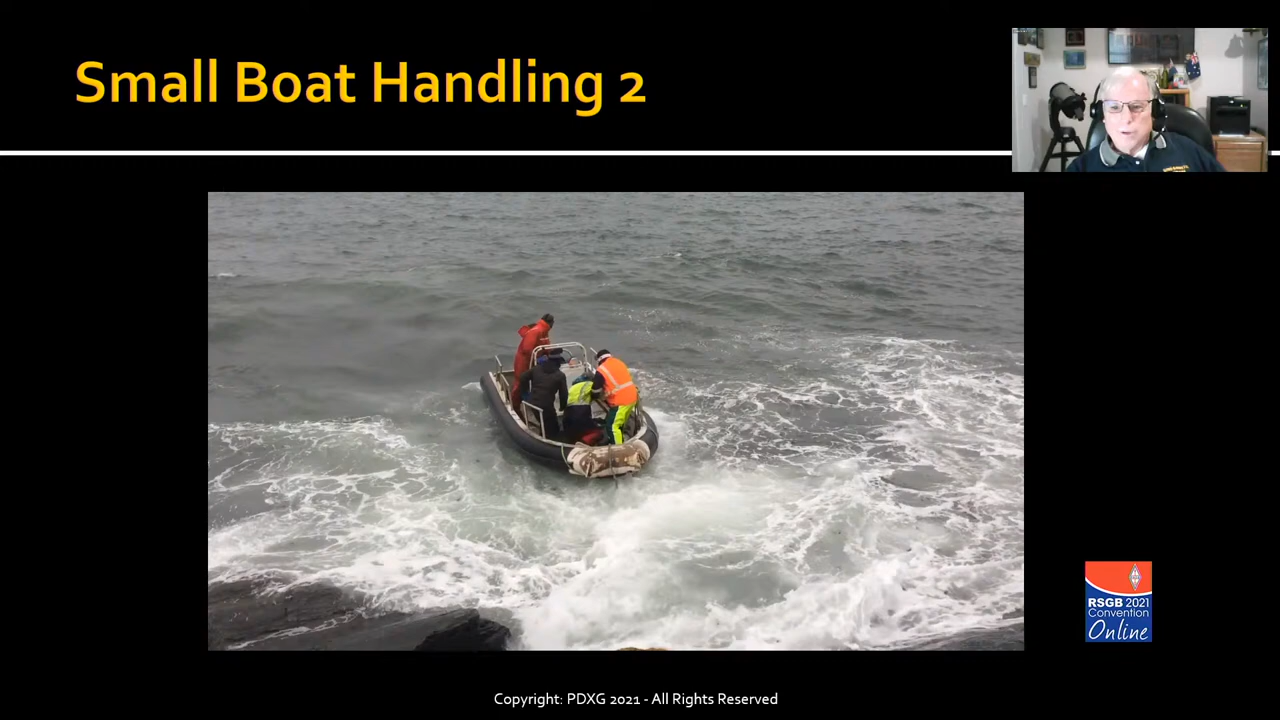 Small Boat Handling 2
RSGB 2021
Convention
Online
Copyright: PDXG 2021 - All Rights Reserved